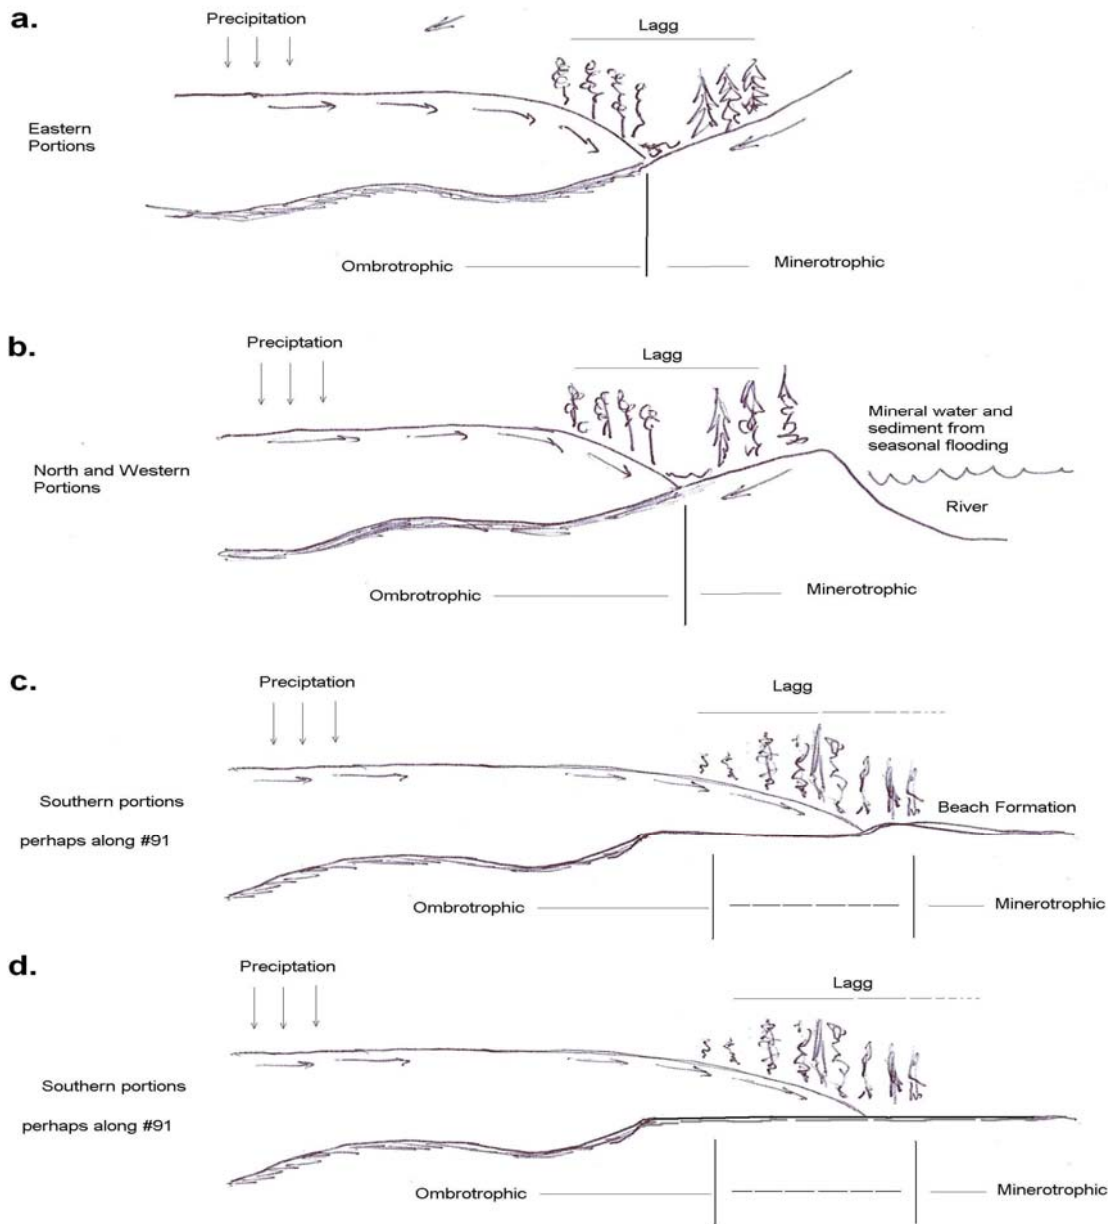 a.
Precipitation
Lagg
Eastern
Portions
Ombrotrophic
Minerotrophic
b.
Preciptation
Lagg
Mineral water and
sediment from
seasonal flooding
North and Western
Portions
River
Ombrotrophic
Minerotrophic
c.
Preciptation
Lagg
Southern portions
Beach Formation
perhaps along #91
Ombrotrophic
Minerotrophic
d.
Preciptation
Lagg
Southern portions
perhaps along #91
Ombrotrophic
Minerotrophic